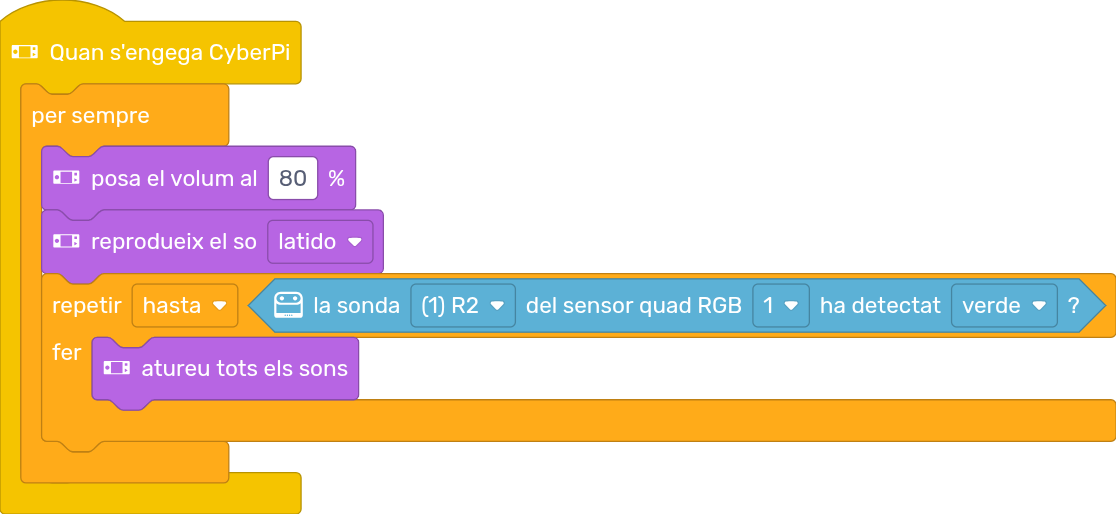 Quan s'engega CyberPi
per sempre
posa el volum al 80 %
reprodueix el so latido
repetir hasta la sonda (1) R2 del sensor quad RGB 1 ha detectat verde ?
fer
atureu tots els sons